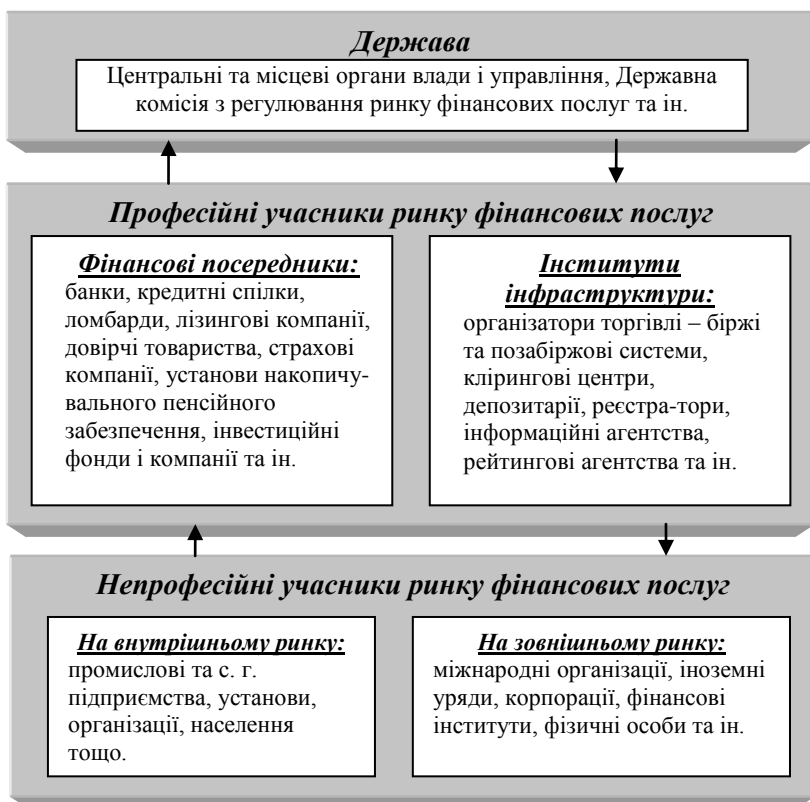 Держава
Центральні та місцеві органи влади і управління, Державна
комісія з регулювання ринку фінансових послуг та ін.
Професійні учасники ринку фінансових послуг
Фінансові посередники:
банки, кредитні спілки,
ломбарди, лізингові компанії,
довірчі товариства, страхові
компанії, установи накопичу-
вального пенсійного
забезпечення, інвестиційні
фонди і компанії та ін.
Інститути
інфраструктури:
організатори торгівлі – біржі
та позабіржові системи,
клірингові центри,
депозитарії, реєстра-тори,
інформаційні агентства,
рейтингові агентства та ін.
Непрофесійні учасники ринку фінансових послуг
На внутрішньому ринку:
промислові та с. г.
підприємства, установи,
організації, населення
тощо.
На зовнішньому ринку:
міжнародні організації, іноземні
уряди, корпорації, фінансові
інститути, фізичні особи та ін.